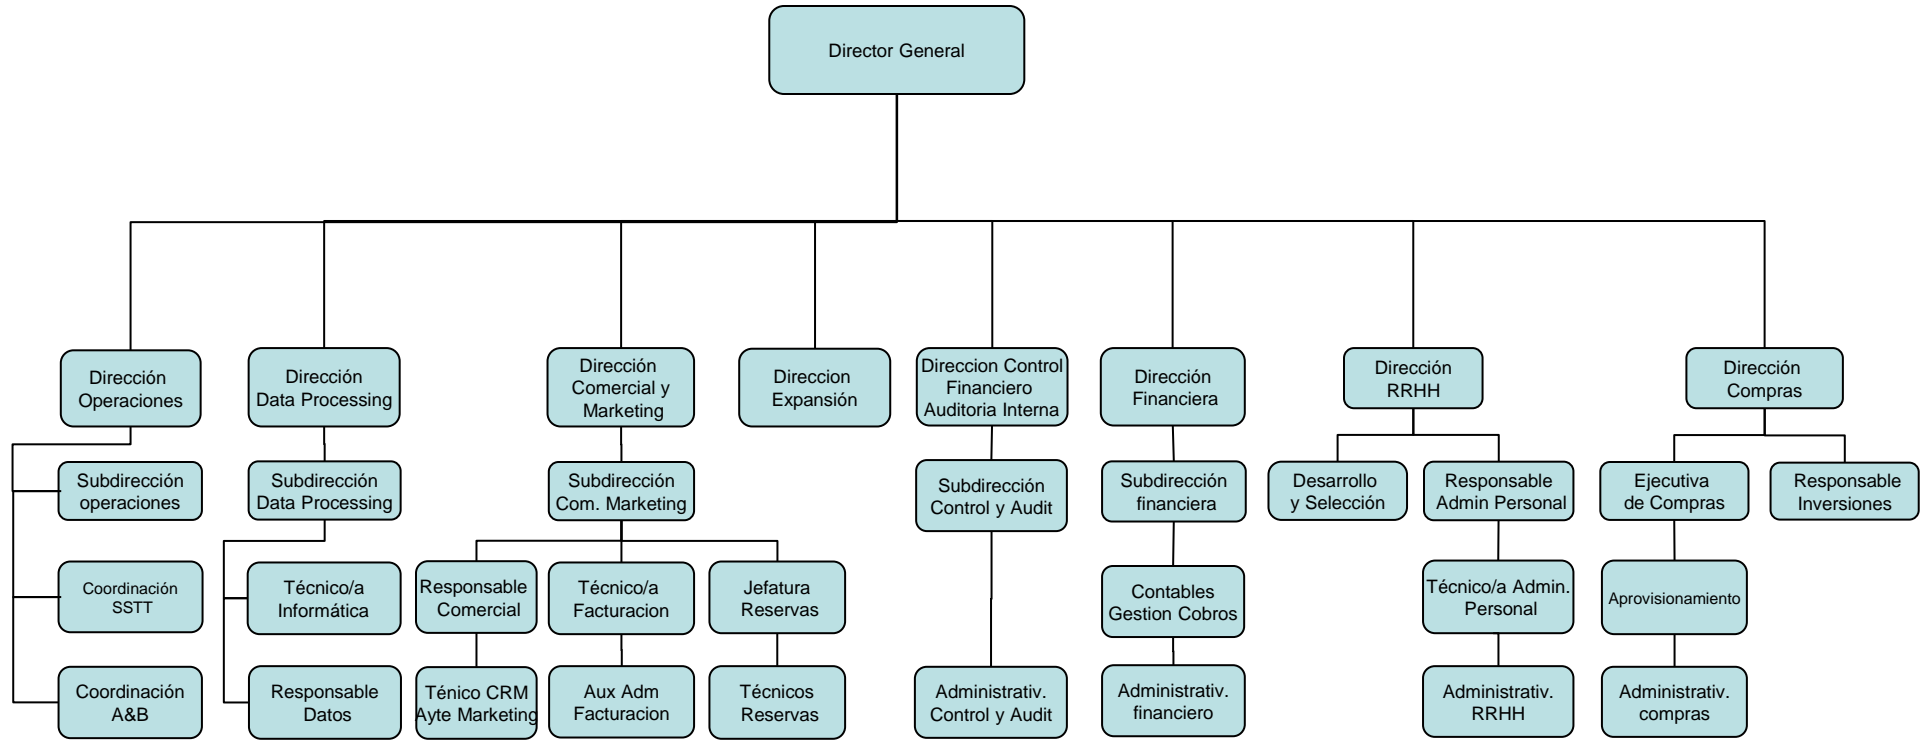 Director General
Dirección
Operaciones
Dirección
Data Processing
Dirección
Comercial y
Marketing
Direccion
Expansión
Direccion Control
Financiero
Auditoria Interna
Dirección
Financiera
Dirección
RRHH
Dirección
Compras
Subdirección
operaciones
Subdirección
Data Processing
Subdirección
Com. Marketing
Subdirección
Control y Audit
Subdirección
financiera
Desarrollo
y Selección
Responsable
Admin Personal
Ejecutiva
de Compras
Responsable
Inversiones
Coordinación
SSTT
Técnico/a
Informática
Responsable
Comercial
Técnico/a
Facturacion
Jefatura
Reservas
Contables
Gestion Cobros
Técnico/a Admin.
Personal
Aprovisionamiento
Coordinación
A&B
Responsable
Datos
Ténico CRM
Ayte Marketing
Aux Adm
Facturacion
Técnicos
Reservas
Administrativ.
Control y Audit
Administrativ.
financiero
Administrativ.
RRHH
Administrativ.
compras